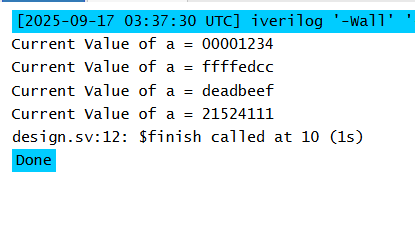 [2025-09-17 03:37:30 UTC] iverilog '-Wall' '
Current Value of a = 00001234
Current Value of a = ffffedcc
Current Value of a = deadbeef
Current Value of a = 21524111
design.sv:12: $finish called at 10 (1s)
Done